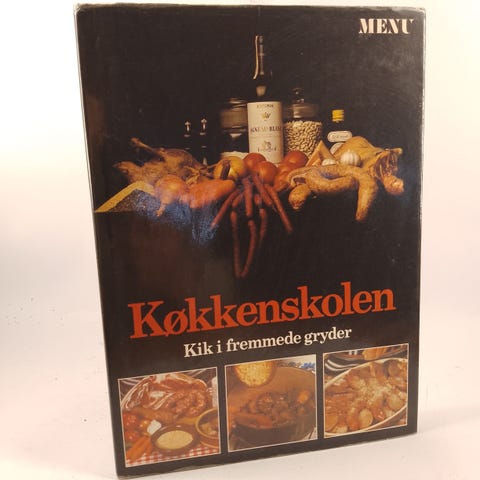 MENU
Køkkenskolen
Kik i fremmede gryder